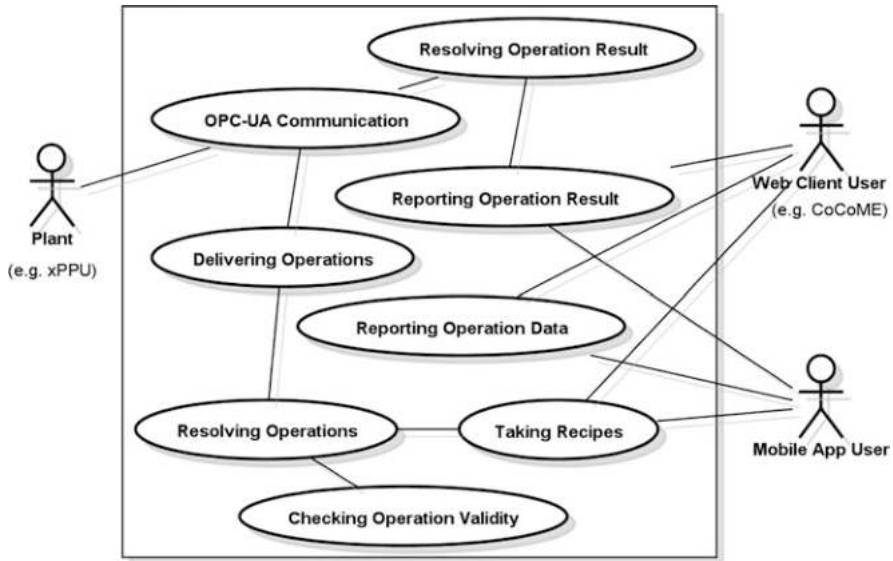 Resolving Operation Result
OPC-UA Communication
Web Client User
(e.g. CoCoME)
Reporting Operation Result
Plant
(e.g. xPPU)
Delivering Operations
Reporting Operation Data
Resolving Operations
Taking Recipes
Mobile App User
Checking Operation Validity